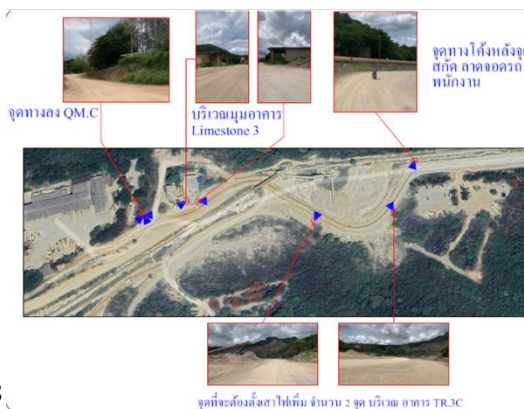 จุดทางลง QM.C
บริเวณมุมอาคาร
Limestone 3
จุดทางโค้งหลังจุด
สกัด ลาดจอดรถ
พนักงาน
จุดที่จะต้องตั้งเสาไฟเพิ่ม จำนวน 2 จุด บริเวณ อาคาร TR.3C